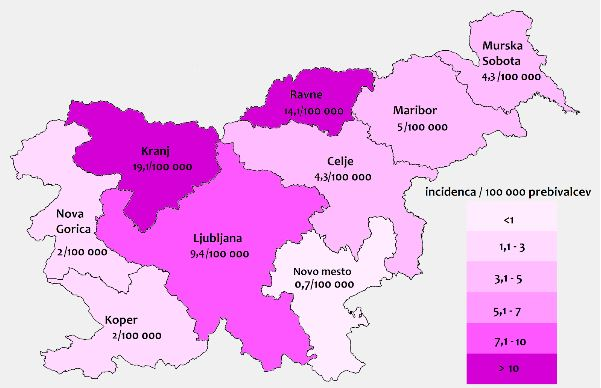 Murska
Sobota
4,3/100 000
Ravne
14,1/100 000
Maribor
5/100 000
Kranj
19,1/100 000
Celje
4,3/100 000
incidenca / 100 000 prebivalcev
<1
1,1 - 3
3,1 - 5
5,1 - 7
7,1 - 10
> 10
Nova
Gorica
2/100 000
Ljubljana
9,4/100 000
Novo mesto
0,7/100 000
Koper
2/100 000